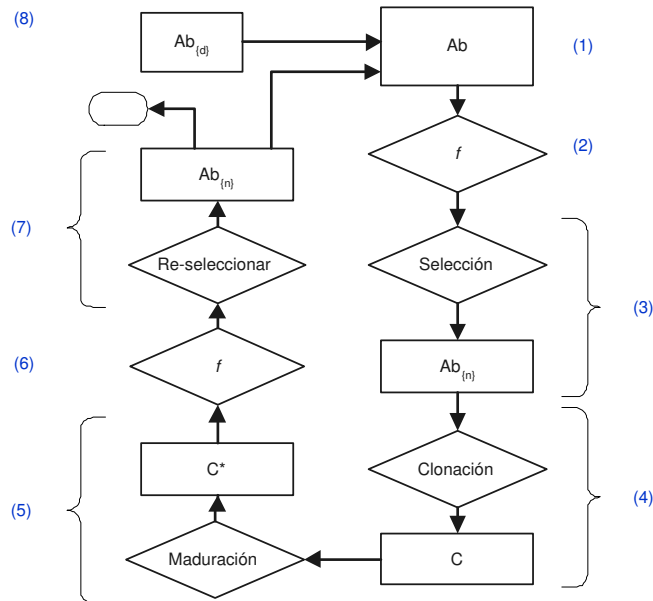 (8)
Ab{d}
Ab
(1)
f
(2)
Ab{n}
(7)
Re-seleccionar
Selección
(3)
(6)
f
Ab{n}
C*
Clonación
(5)
(4)
Maduración
C